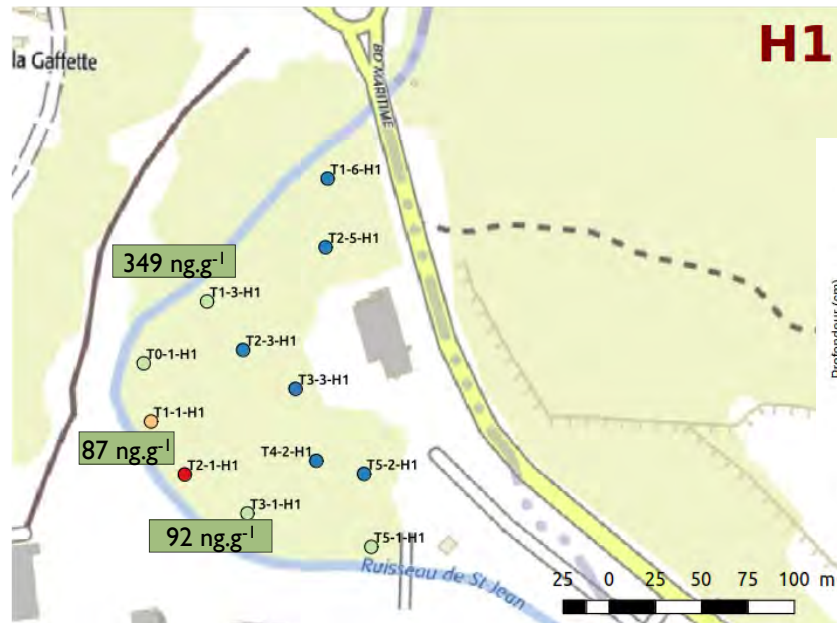 H1
la Gaffette
BD MARITIME
T1-6-H1
T2-5-H1
349 ng.g⁻¹
T1-3-H1
T2-3-H1
T0-1-H1
T3-3-H1
T1-1-H1
87 ng.g⁻¹
T4-2-H1
T2-1-H1
T5-2-H1
T3-1-H1
92 ng.g⁻¹
T5-1-H1
Ruisseau de St Jean
25 0 25 50 75 100 m
Profondeur (cm)